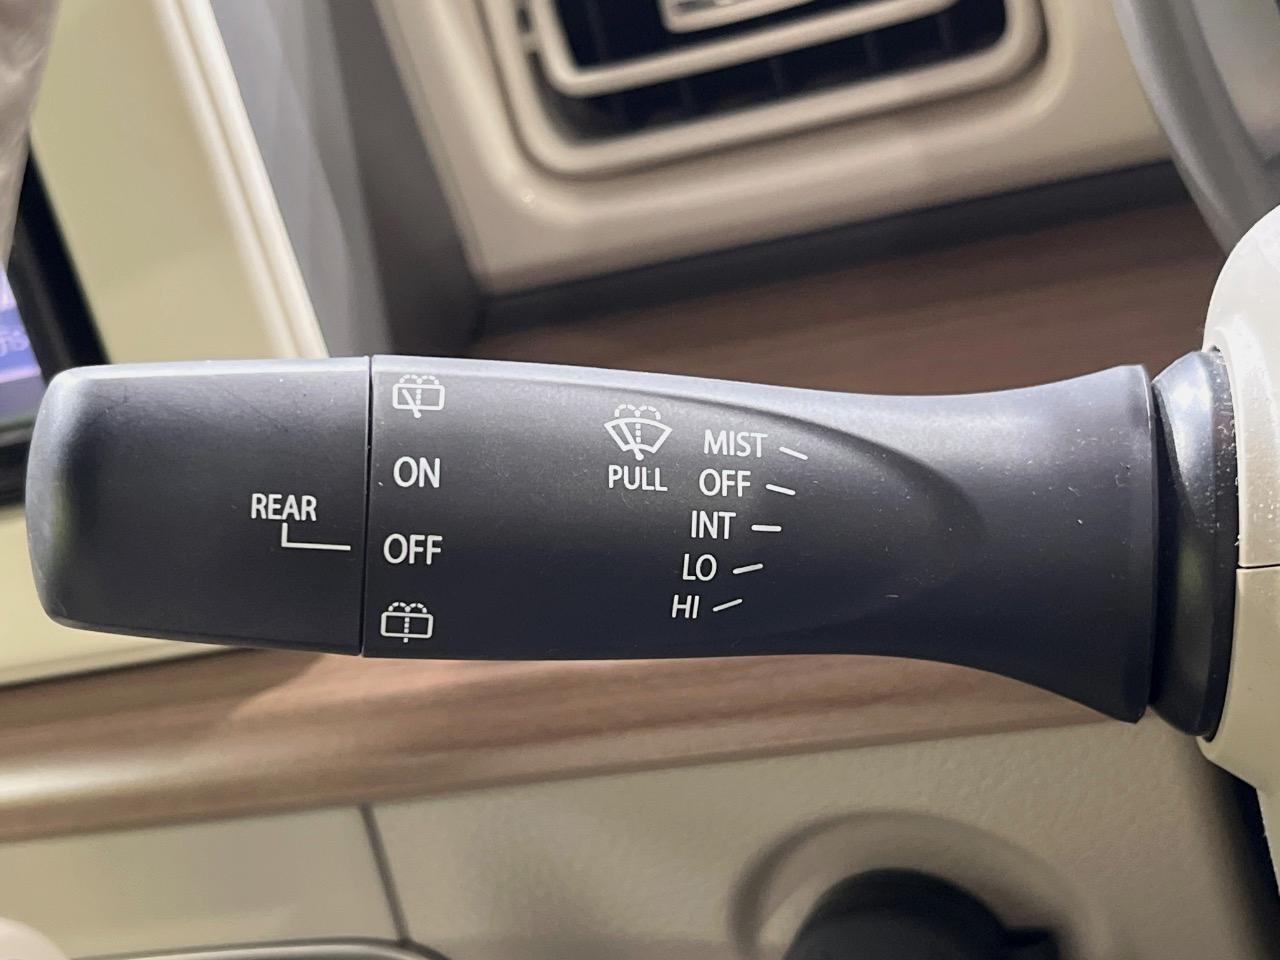 ON
REAR
OFF
PULL
MIST
OFF
INT
LO
HI